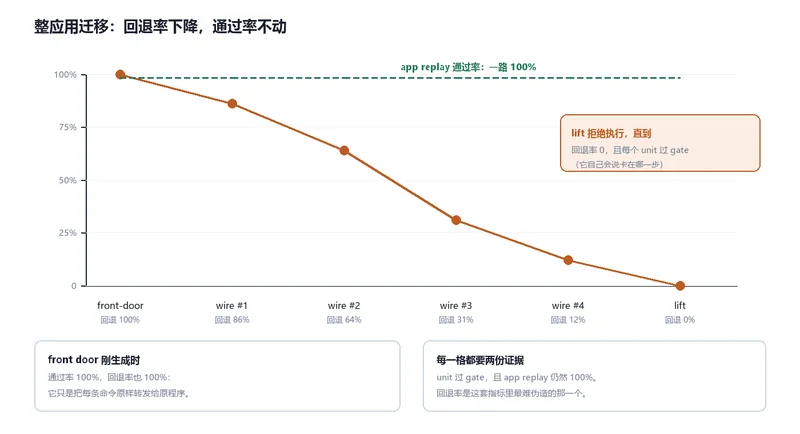 整应用迁移：回退率下降，通过率不动
app replay 通过率：一路 100%
100%
75%
50%
25%
0
lift 拒绝执行，直到
回退率 0，且每个 unit 过 gate
（它自己会说卡在哪一步）
front-door
wire #1
wire #2
wire #3
wire #4
lift
回退 100%
回退 86%
回退 64%
回退 31%
回退 12%
回退 0%
front door 刚生成时
通过率 100%，回退率也 100%：
它只是把每条命令原样转发给原程序。
每一格都要两份证据
unit 过 gate，且 app replay 仍然 100%。
回退率是这套指标里最难伪造的那一个。